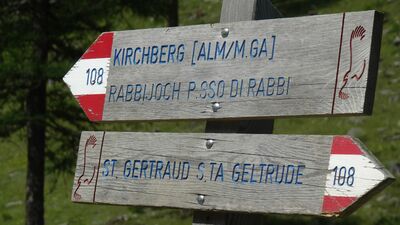 KIRCHBERG [ALM/M.GA]
108
RABBIJOCH P.SSO DI RABBI
ST. GERTRAUD S.TA GELTRUDE
108